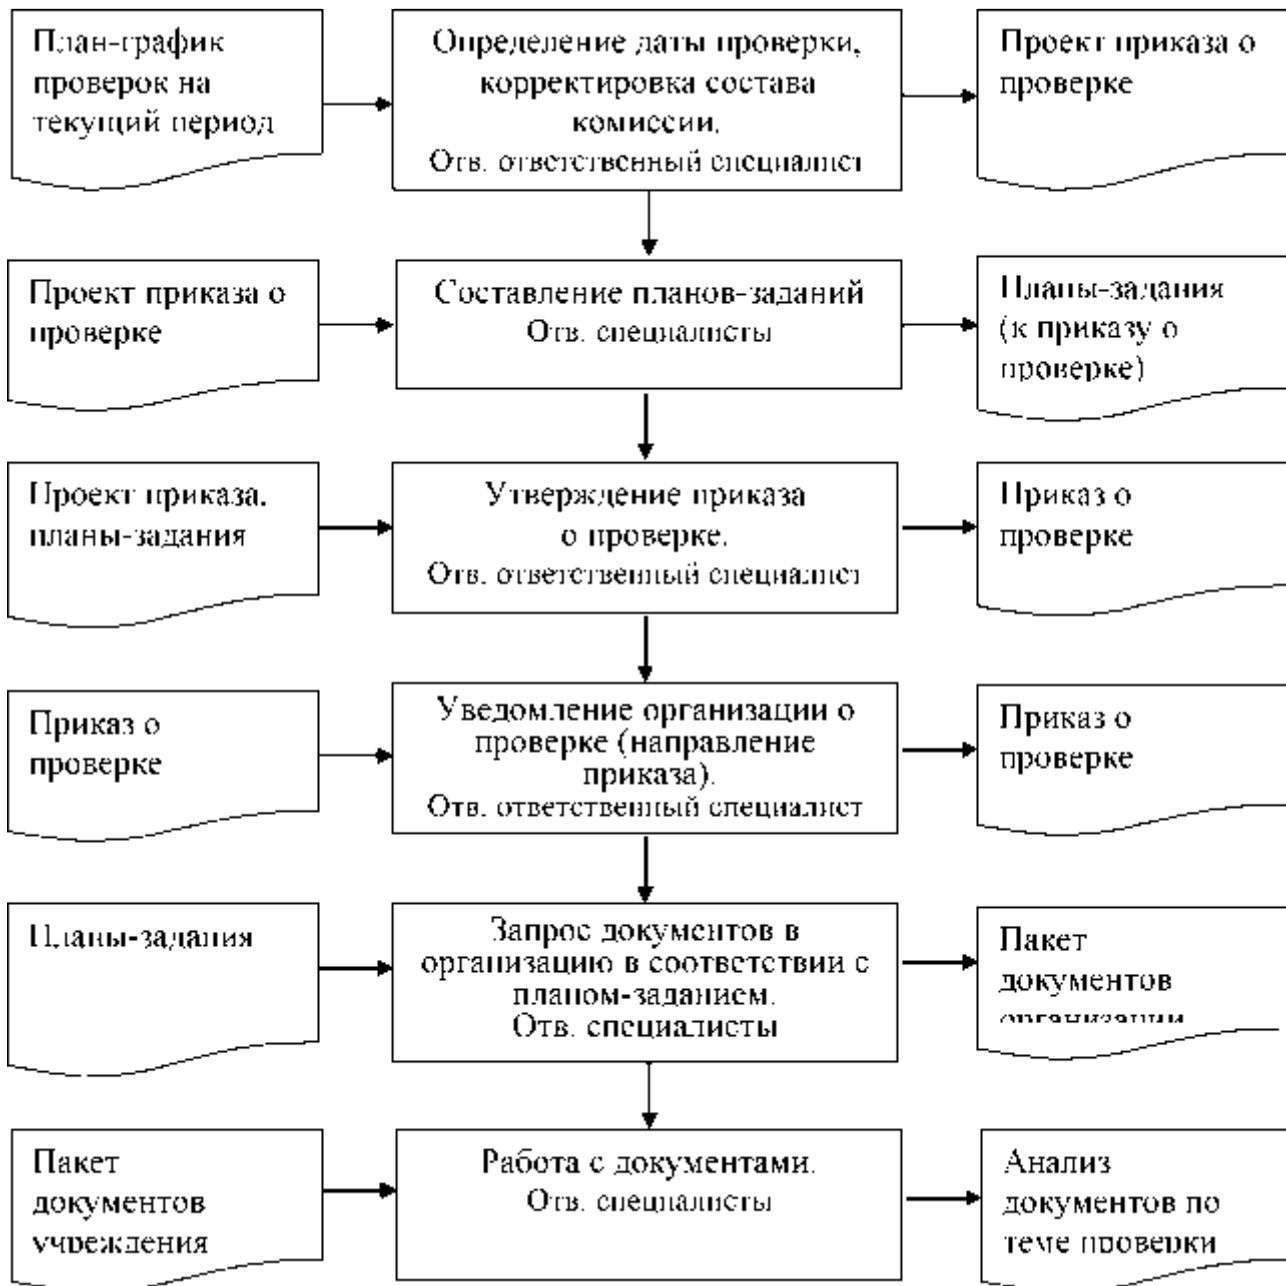 План-график
проверок на
текущий период
Определение даты проверки,
корректировка состава
комиссии.
Отв. ответственный специалист
Проект приказа о
проверке
Проект приказа о
проверке
Составление планов-заданий
Отв. специалисты
Планы-задания
(к приказу о
проверке)
Проект приказа,
планы-задания
Утверждение приказа
о проверке.
Отв. ответственный специалист
Приказ о
проверке
Приказ о
проверке
Уведомление организации о
проверке (направление
приказа).
Отв. ответственный специалист
Приказ о
проверке
Планы-задания
Запрос документов в
организацию в соответствии с
планом-заданием.
Отв. специалисты
Пакет
документов
организации
Пакет
документов
учреждения
Работа с документами.
Отв. специалисты
Анализ
документов по
теме проверки